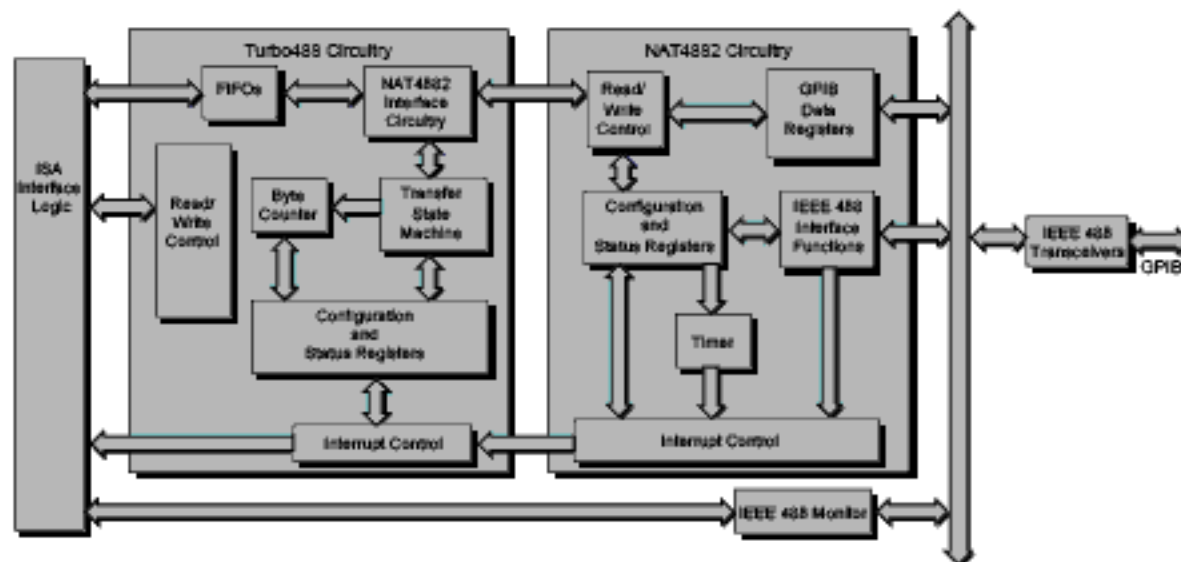 Turbo488 Circuitry
NAT4882 Circuitry
FIFOs
NAT4882
Interface
Circuitry
Read/
Write
Control
GPIB
Data
Registers
ISA
Interface
Logic
Read/
Write
Control
Byte
Counter
Transfer
State
Machine
Configuration
and
Status Registers
IEEE 488
Interface
Functions
IEEE 488
Transceivers
GPIB
Configuration
and
Status Registers
Timer
Interrupt Control
Interrupt Control
IEEE 488 Monitor